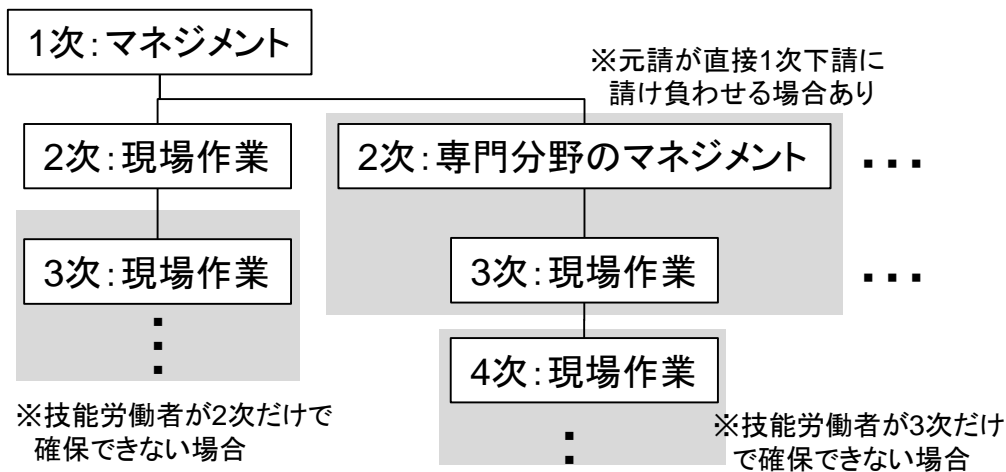 1次：マネジメント
※元請が直接1次下請に
請け負わせる場合あり
2次：現場作業
2次：専門分野のマネジメント
・・・
3次：現場作業
3次：現場作業
・・・
4次：現場作業
※技能労働者が2次だけで
確保できない場合
※技能労働者が3次だけ
で確保できない場合